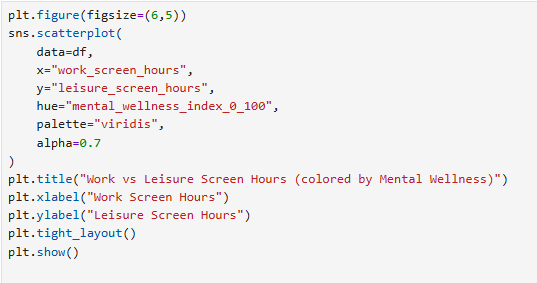 plt.figure(figsize=(6,5))
sns.scatterplot(
    data=df,
    x="work_screen_hours",
    y="leisure_screen_hours",
    hue="mental_wellness_index_0_100",
    palette="viridis",
    alpha=0.7
)
plt.title("Work vs Leisure Screen Hours (colored by Mental Wellness)")
plt.xlabel("Work Screen Hours")
plt.ylabel("Leisure Screen Hours")
plt.tight_layout()
plt.show()